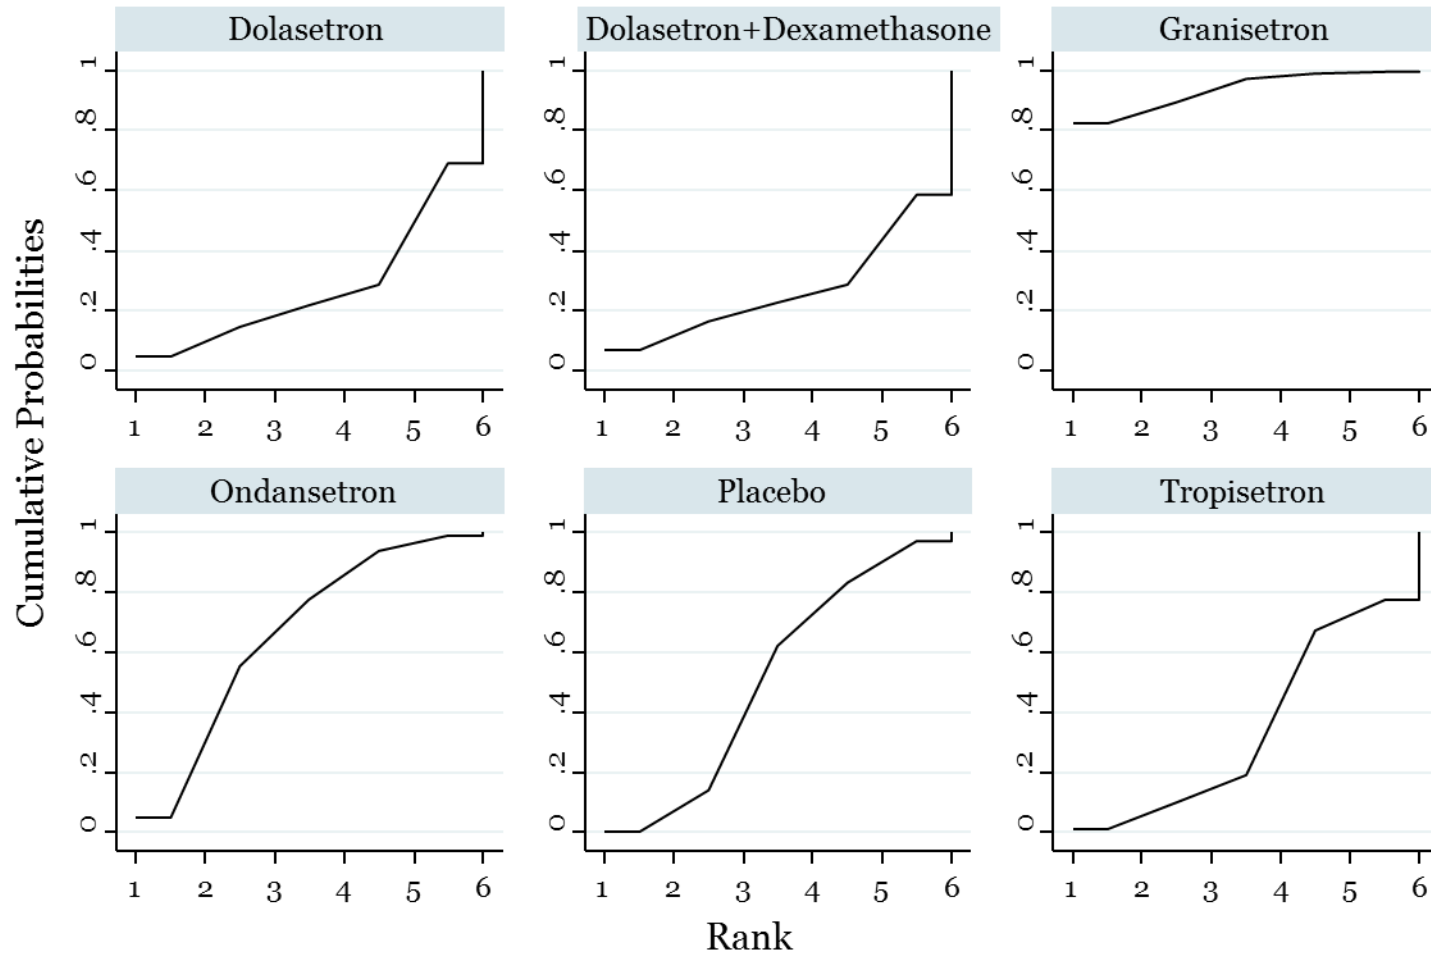 Dolasetron
Dolasetron+Dexamethasone
Granisetron
1
.8
.6
.4
.2
0
1 2 3 4 5 6
1
.8
.6
.4
.2
0
1 2 3 4 5 6
1
.8
.6
.4
.2
0
1 2 3 4 5 6
Cumulative Probabilities
Ondansetron
Placebo
Tropisetron
1
.8
.6
.4
.2
0
1 2 3 4 5 6
1
.8
.6
.4
.2
0
1 2 3 4 5 6
1
.8
.6
.4
.2
0
1 2 3 4 5 6
Rank